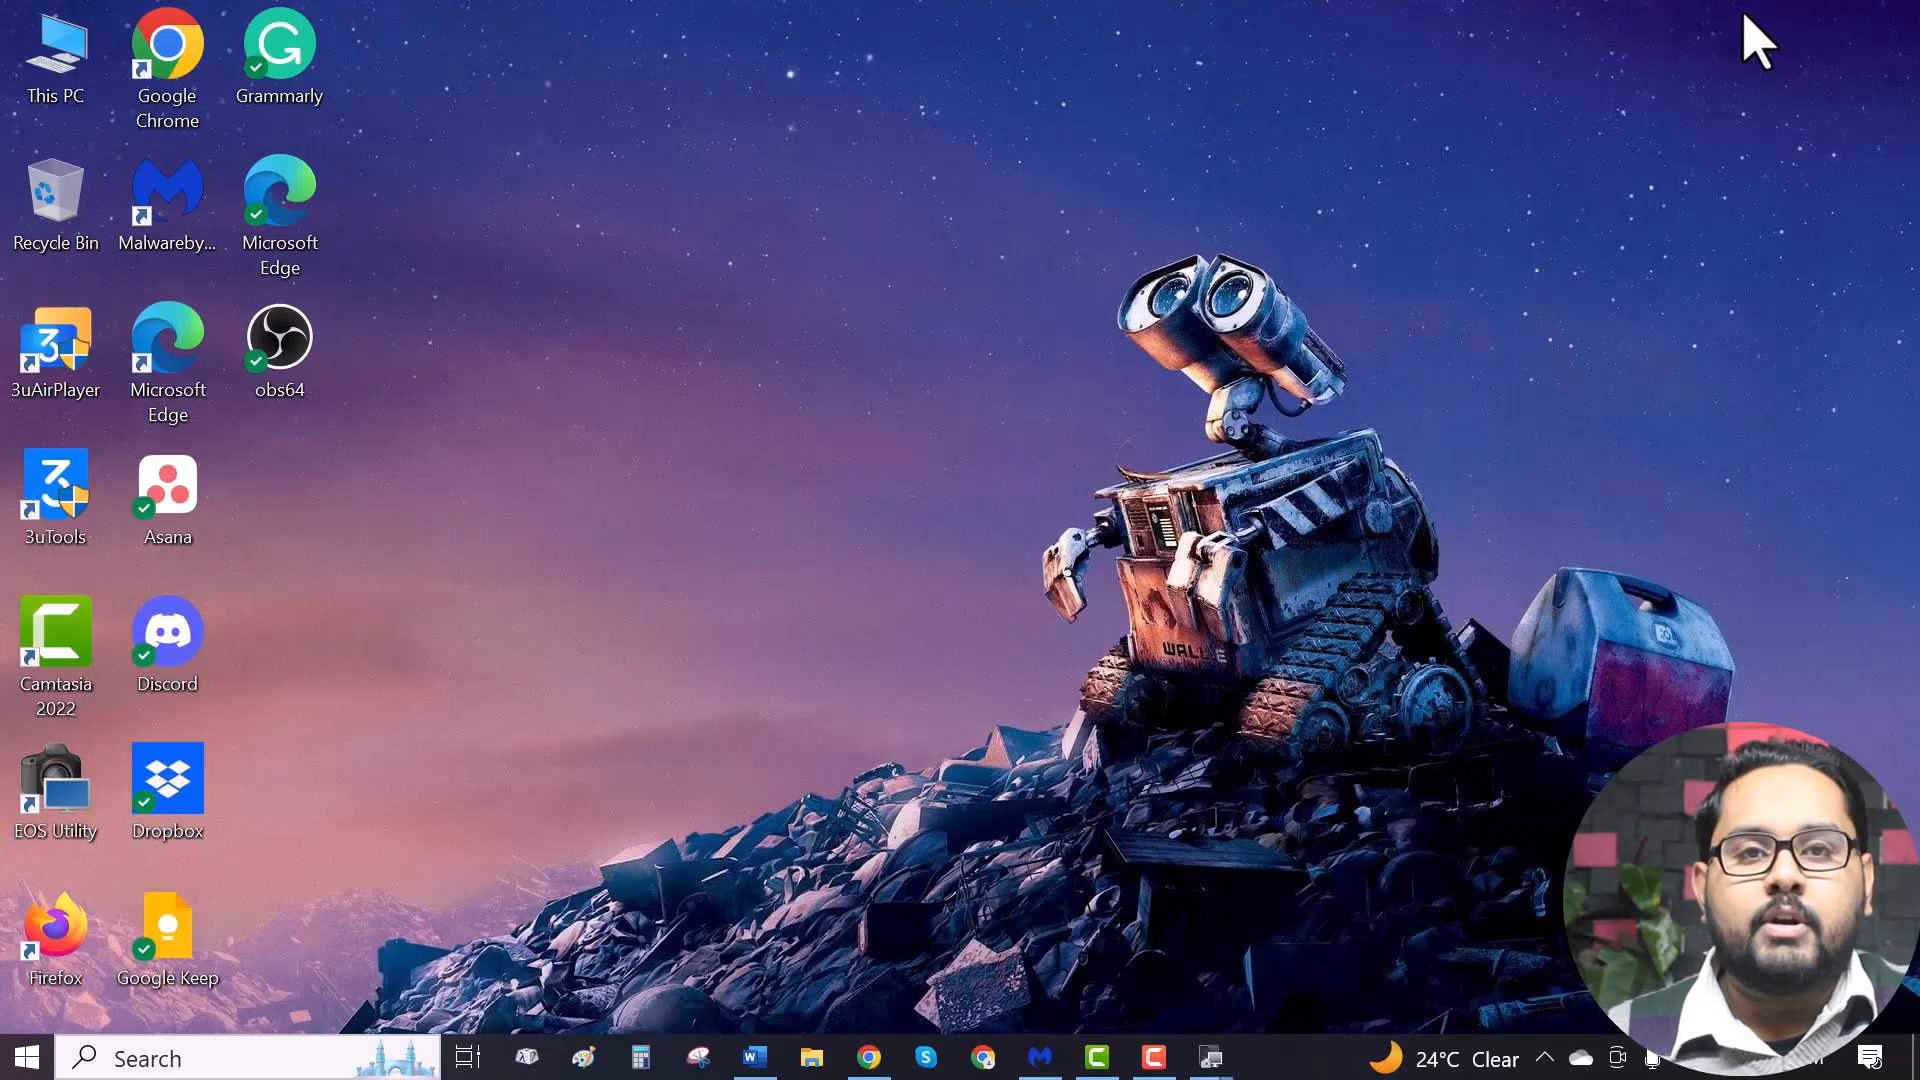 This PC
Google
Chrome
Grammarly
Recycle Bin
Malwareby...
Microsoft
Edge
3uAirPlayer
Microsoft
Edge
obs64
3uTools
Asana
Camtasia
2022
Discord
EOS Utility
Dropbox
Firefox
Google Keep
WALL·E
Search
24°C Clear